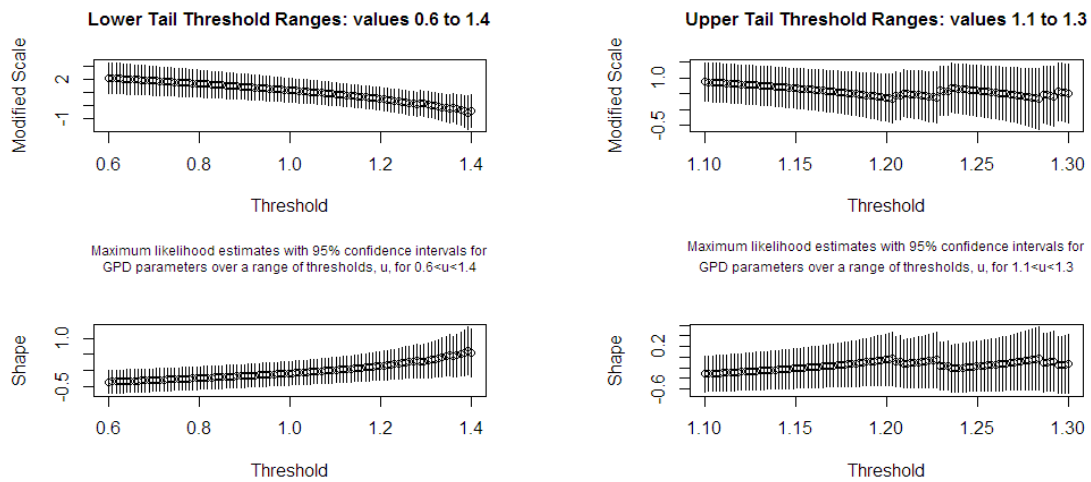 Lower Tail Threshold Ranges: values 0.6 to 1.4
Modified Scale
2
-1
0.6 0.8 1.0 1.2 1.4
Threshold
Maximum likelihood estimates with 95% confidence intervals for
GPD parameters over a range of thresholds, u, for 0.6<u<1.4
Shape
1.0
-0.5
0.6 0.8 1.0 1.2 1.4
Threshold
Upper Tail Threshold Ranges: values 1.1 to 1.3
Modified Scale
1.0
-0.5
1.10 1.15 1.20 1.25 1.30
Threshold
Maximum likelihood estimates with 95% confidence intervals for
GPD parameters over a range of thresholds, u, for 1.1<u<1.3
Shape
0.2
-0.6
1.10 1.15 1.20 1.25 1.30
Threshold